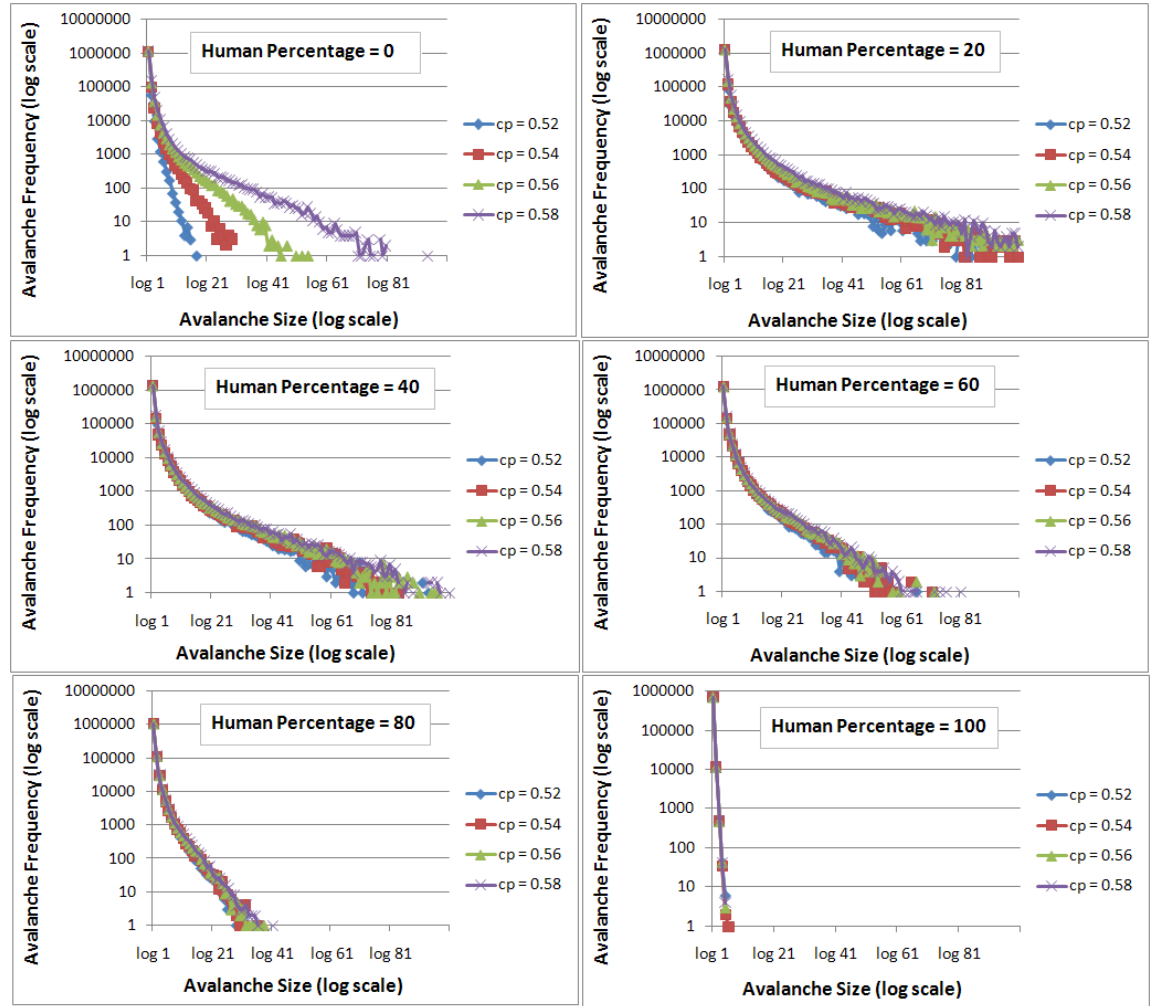 Human Percentage = 0
Avalanche Frequency (log scale)
10000000
1000000
100000
10000
1000
100
10
1
log 1 log 21 log 41 log 61 log 81
Avalanche Size (log scale)
cp = 0.52
cp = 0.54
cp = 0.56
cp = 0.58
Human Percentage = 20
Avalanche Frequency (log scale)
10000000
1000000
100000
10000
1000
100
10
1
log 1 log 21 log 41 log 61 log 81
Avalanche Size (log scale)
cp = 0.52
cp = 0.54
cp = 0.56
cp = 0.58
Human Percentage = 40
Avalanche Frequency (log scale)
10000000
1000000
100000
10000
1000
100
10
1
log 1 log 21 log 41 log 61 log 81
Avalanche Size (log scale)
cp = 0.52
cp = 0.54
cp = 0.56
cp = 0.58
Human Percentage = 60
Avalanche Frequency (log scale)
10000000
1000000
100000
10000
1000
100
10
1
log 1 log 21 log 41 log 61 log 81
Avalanche Size (log scale)
cp = 0.52
cp = 0.54
cp = 0.56
cp = 0.58
Human Percentage = 80
Avalanche Frequency (log scale)
10000000
1000000
100000
10000
1000
100
10
1
log 1 log 21 log 41 log 61 log 81
Avalanche Size (log scale)
cp = 0.52
cp = 0.54
cp = 0.56
cp = 0.58
Human Percentage = 100
Avalanche Frequency (log scale)
1000000
100000
10000
1000
100
10
1
log 1 log 21 log 41 log 61 log 81
Avalanche Size (log scale)
cp = 0.52
cp = 0.54
cp = 0.56
cp = 0.58